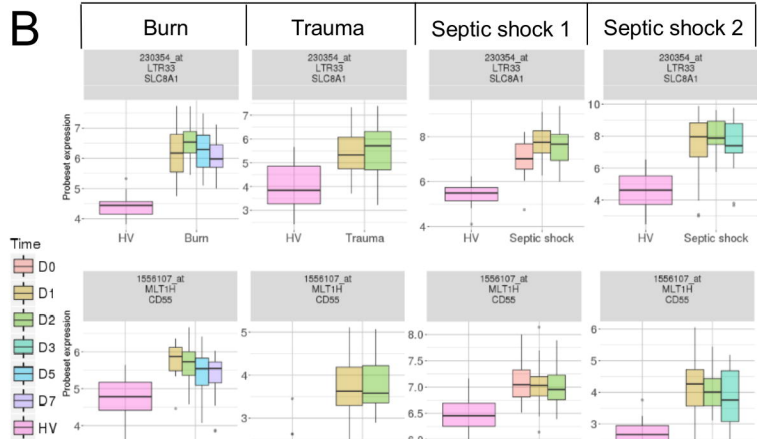 B
Burn
Trauma
Septic shock 1
Septic shock 2
230354_at
LTR33
SLC8A1
230354_at
LTR33
SLC8A1
230354_at
LTR33
SLC8A1
230354_at
LTR33
SLC8A1
Probeset expression
7
6
5
4
HV
Burn
7
6
5
4
3
HV
Trauma
8
6
4
HV
Septic shock
10
8
6
4
HV
Septic shock
Time
D0
D1
D2
D3
D5
D7
HV
1556107_at
MLT1H
CD55
1556107_at
MLT1H
CD55
1556107_at
MLT1H
CD55
1556107_at
MLT1H
CD55
Probeset expression
6
5
4
5
4
3
8.0
7.5
7.0
6.5
6.0
6
5
4
3